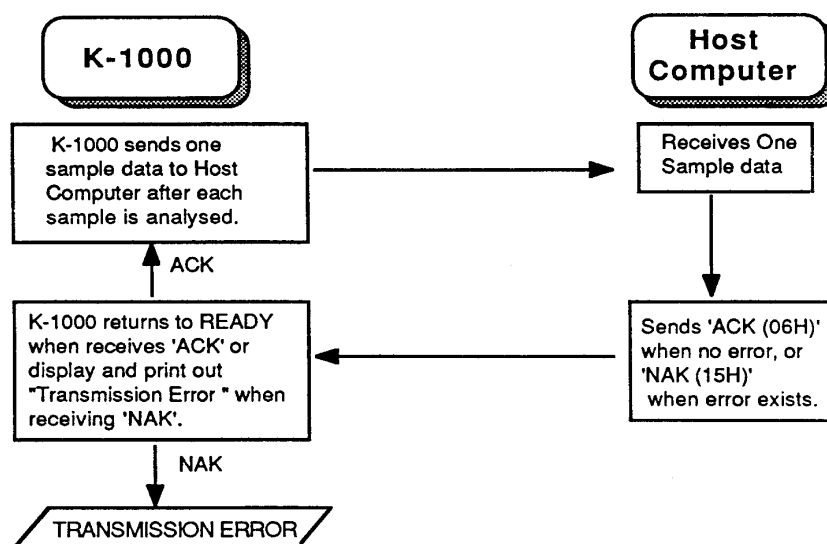 K-1000
Host
Computer
K-1000 sends one
sample data to Host
Computer after each
sample is analysed.
Receives One
Sample data
ACK
K-1000 returns to READY
when receives 'ACK' or
display and print out
"Transmission Error " when
receiving 'NAK'.
Sends 'ACK (06H)'
when no error, or
'NAK (15H)'
when error exists.
NAK
TRANSMISSION ERROR